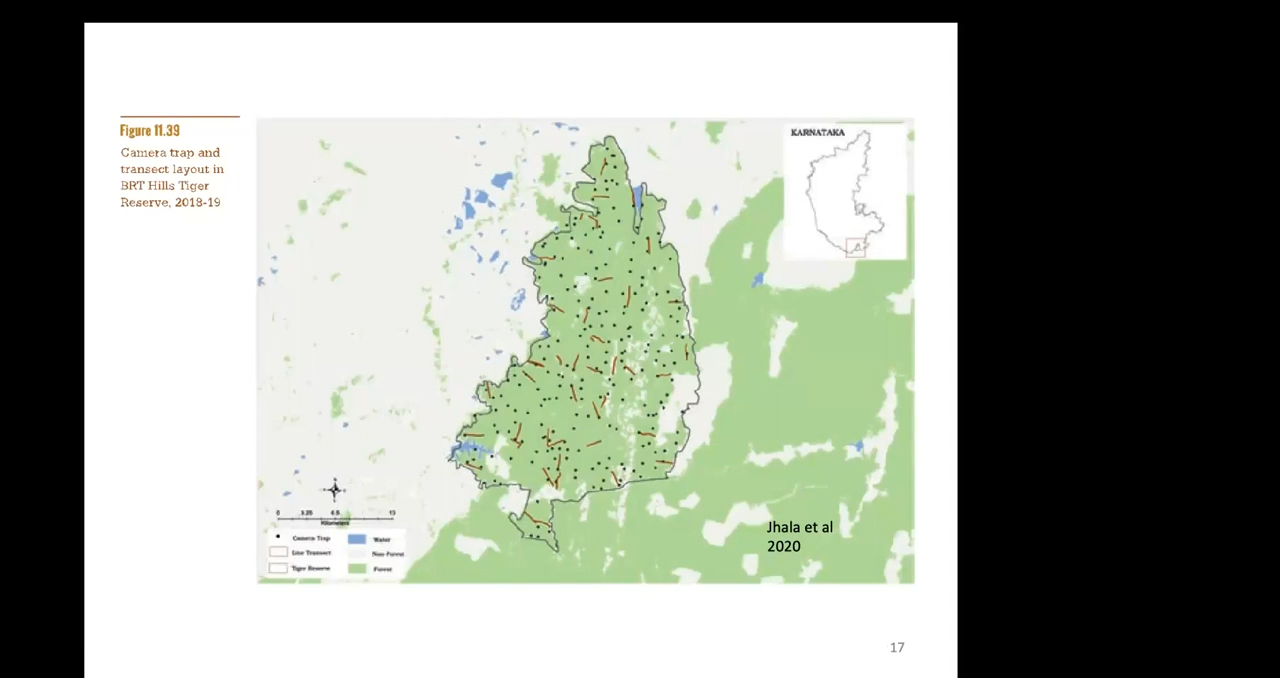 Figure 11.39
Camera trap and
transect layout in
BRT Hills Tiger
Reserve, 2018-19
KARNATAKA
N
0 3.25 6.5 13
Kilometers
Camera Trap
Line Transect
Tiger Reserve
Water
Non-Forest
Forest
Jhala et al
2020
17